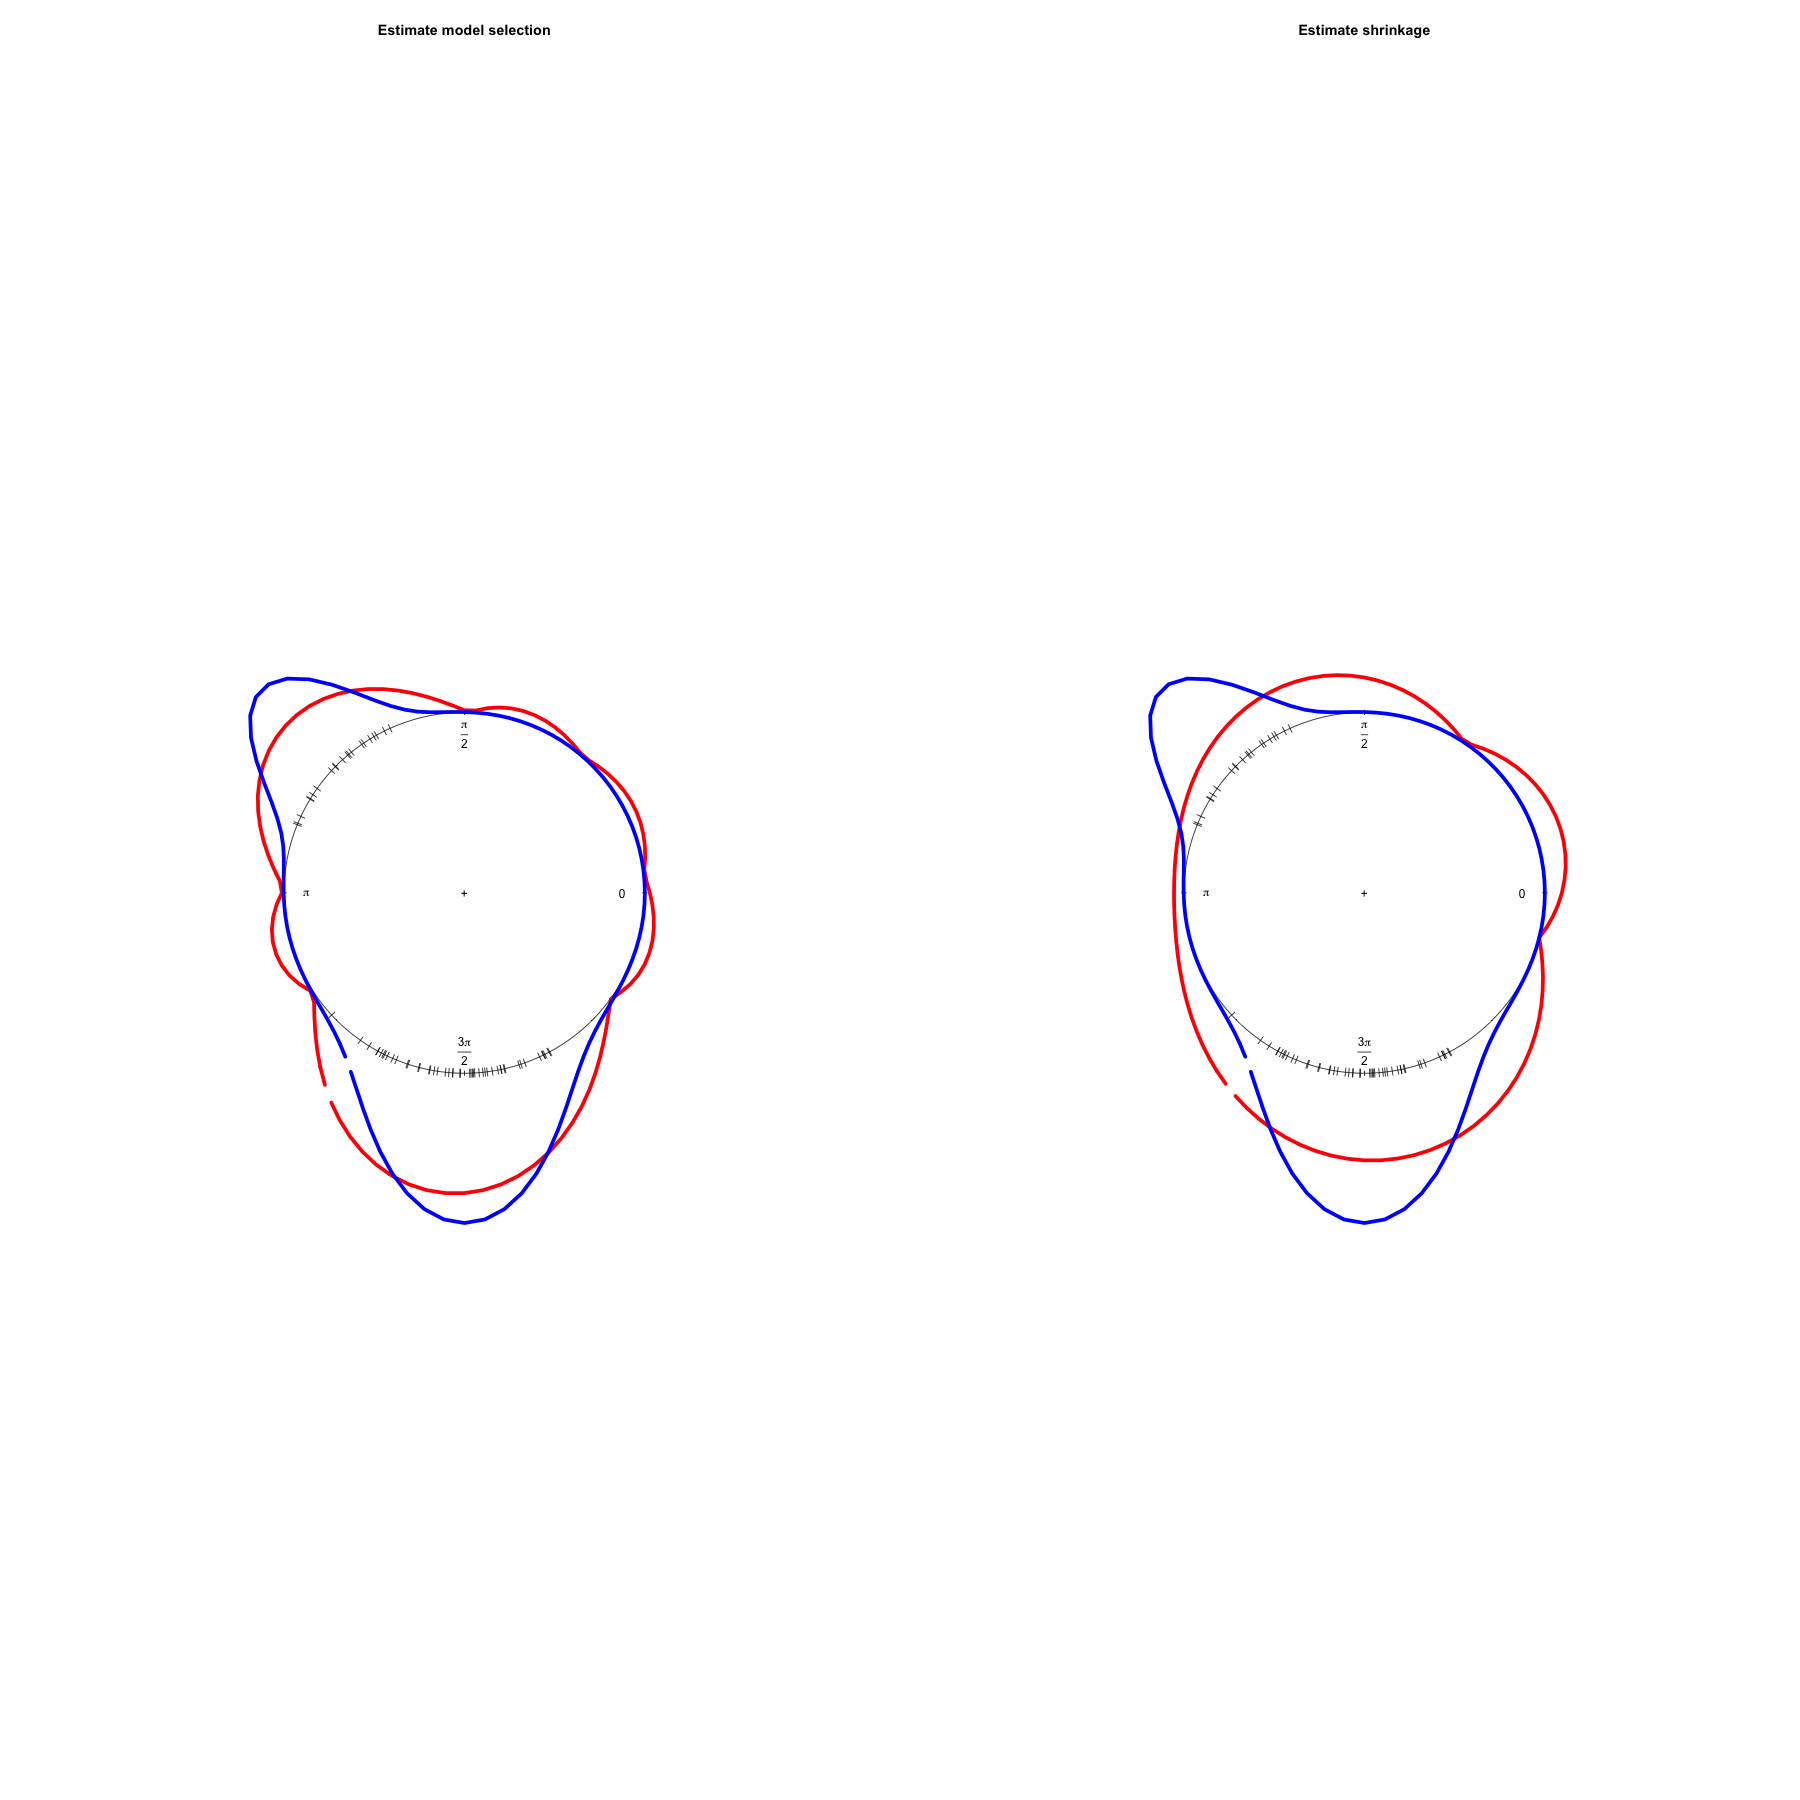 Estimate model selection
π
2
π
+
0
3π
2
Estimate shrinkage
π
2
π
+
0
3π
2